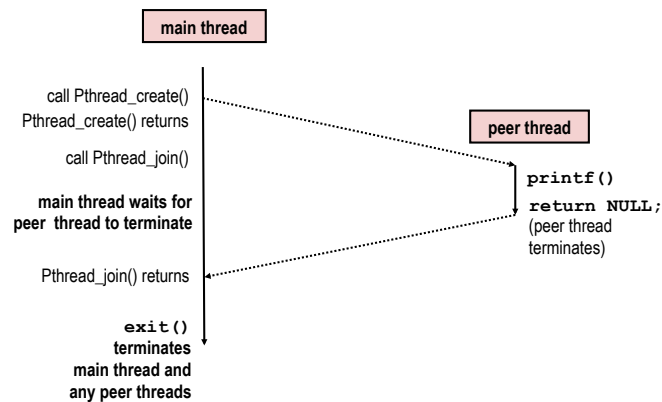 main thread
call Pthread_create()
Pthread_create() returns
peer thread
call Pthread_join()
printf()
main thread waits for
peer thread to terminate
return NULL;
(peer thread
terminates)
Pthread_join() returns
exit()
terminates
main thread and
any peer threads